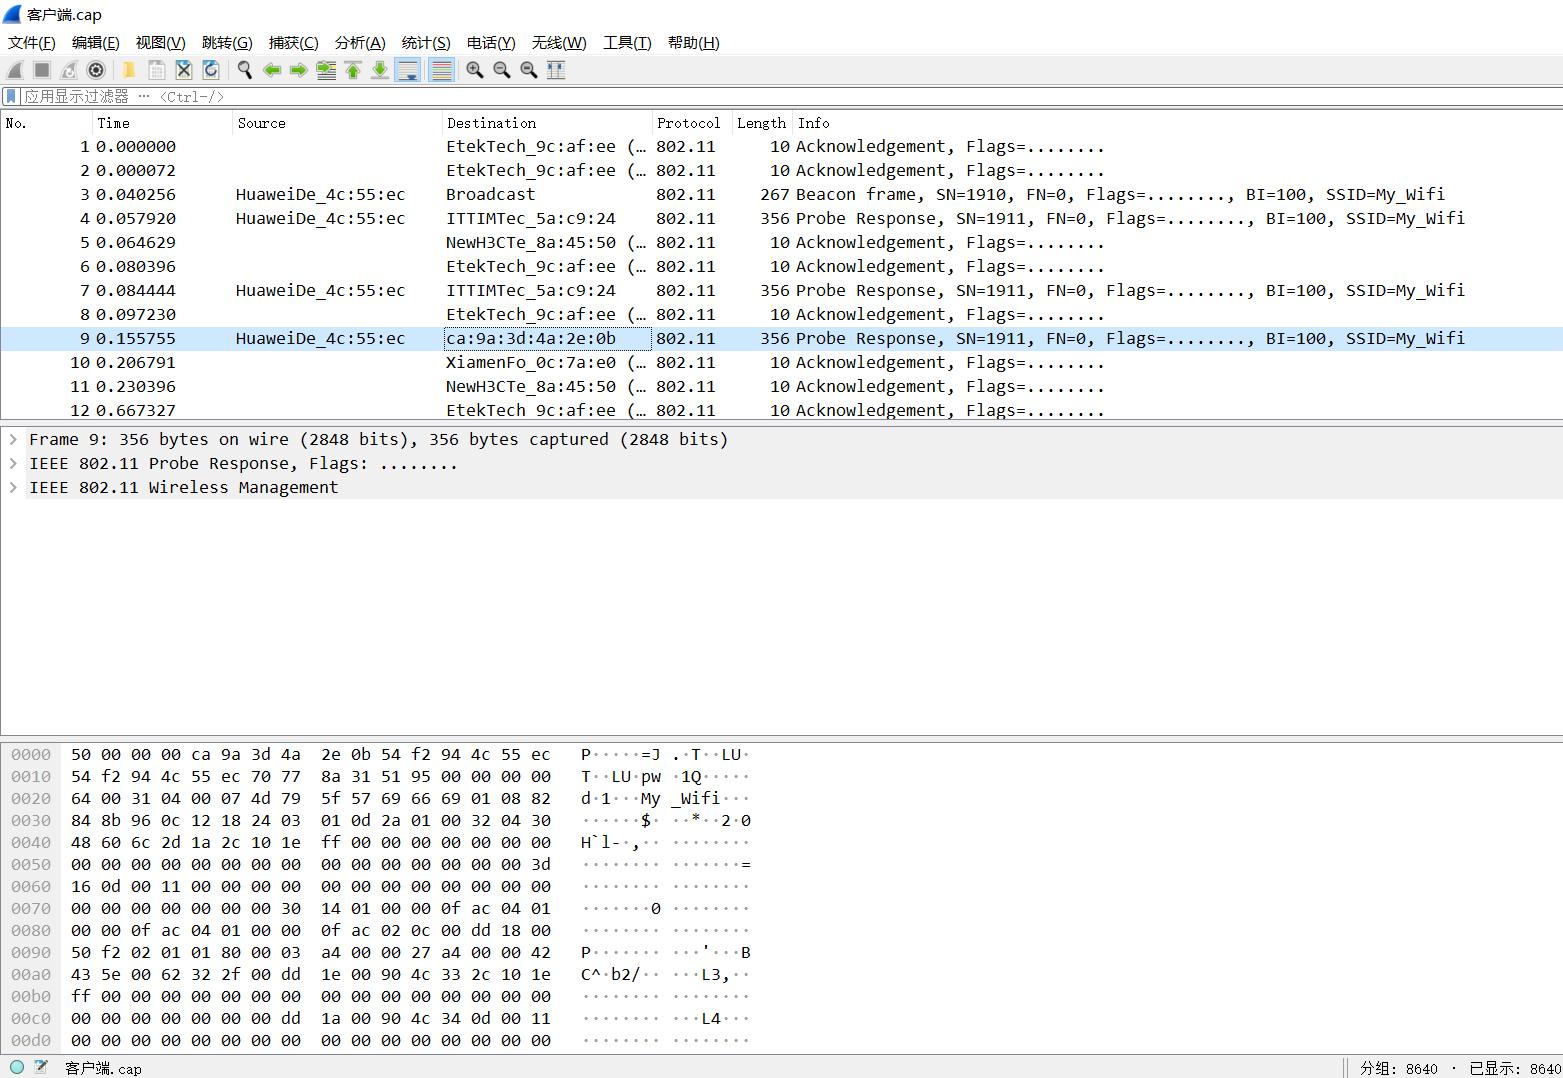 客户端.cap
文件(F) 编辑(E) 视图(V) 跳转(G) 捕获(C) 分析(A) 统计(S) 电话(Y) 无线(W) 工具(T) 帮助(H)
应用显示过滤器 … <Ctrl-/>
No. Time Source Destination Protocol Length Info
1 0.000000 EtekTech_9c:af:ee (… 802.11 10 Acknowledgement, Flags=........
2 0.000072 EtekTech_9c:af:ee (… 802.11 10 Acknowledgement, Flags=........
3 0.040256 HuaweiDe_4c:55:ec Broadcast 802.11 267 Beacon frame, SN=1910, FN=0, Flags=........, BI=100, SSID=My_Wifi
4 0.057920 HuaweiDe_4c:55:ec ITTIMTec_5a:c9:24 802.11 356 Probe Response, SN=1911, FN=0, Flags=........, BI=100, SSID=My_Wifi
5 0.064629 NewH3CTe_8a:45:50 (… 802.11 10 Acknowledgement, Flags=........
6 0.080396 EtekTech_9c:af:ee (… 802.11 10 Acknowledgement, Flags=........
7 0.084444 HuaweiDe_4c:55:ec ITTIMTec_5a:c9:24 802.11 356 Probe Response, SN=1911, FN=0, Flags=........, BI=100, SSID=My_Wifi
8 0.097230 EtekTech_9c:af:ee (… 802.11 10 Acknowledgement, Flags=........
9 0.155755 HuaweiDe_4c:55:ec ca:9a:3d:4a:2e:0b 802.11 356 Probe Response, SN=1911, FN=0, Flags=........, BI=100, SSID=My_Wifi
10 0.206791 XiamenFo_0c:7a:e0 (… 802.11 10 Acknowledgement, Flags=........
11 0.230396 NewH3CTe_8a:45:50 (… 802.11 10 Acknowledgement, Flags=........
12 0.667327 EtekTech_9c:af:ee (… 802.11 10 Acknowledgement, Flags=........
Frame 9: 356 bytes on wire (2848 bits), 356 bytes captured (2848 bits)
IEEE 802.11 Probe Response, Flags: ........
IEEE 802.11 Wireless Management
0000 50 00 00 00 ca 9a 3d 4a 2e 0b 54 f2 94 4c 55 ec P·····=J .·T··LU·
0010 54 f2 94 4c 55 ec 70 77 8a 31 51 95 00 00 00 00 T··LU·pw ·1Q·····
0020 64 00 31 04 00 07 4d 79 5f 57 69 66 69 01 08 82 d·1···My _Wifi···
0030 84 8b 96 0c 12 18 24 03 01 0d 2a 01 00 32 04 30 ······$· ··*··2·0
0040 48 60 6c 2d 1a 2c 10 1e ff 00 00 00 00 00 00 00 H`l-·,·· ········
0050 00 00 00 00 00 00 00 00 00 00 00 00 00 00 00 3d ········ ·······=
0060 16 0d 00 11 00 00 00 00 00 00 00 00 00 00 00 00 ········ ········
0070 00 00 00 00 00 00 00 30 14 01 00 00 0f ac 04 01 ·······0 ········
0080 00 00 0f ac 04 01 00 00 0f ac 02 0c 00 dd 18 00 ········ ········
0090 50 f2 02 01 01 80 00 03 a4 00 00 27 a4 00 00 42 P······· ···'···B
00a0 43 5e 00 62 32 2f 00 dd 1e 00 90 4c 33 2c 10 1e C^·b2/·· ···L3,··
00b0 ff 00 00 00 00 00 00 00 00 00 00 00 00 00 00 00 ········ ········
00c0 00 00 00 00 00 00 00 dd 1a 00 90 4c 34 0d 00 11 ········ ···L4···
00d0 00 00 00 00 00 00 00 00 00 00 00 00 00 00 00 00 ········ ········
客户端.cap 分组: 8640 · 已显示: 8640